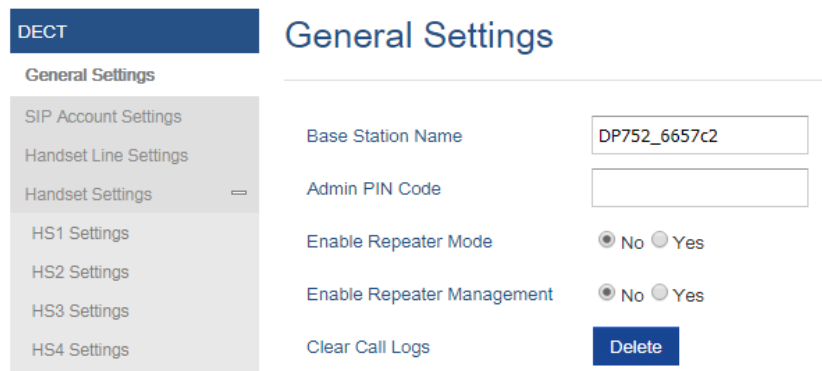 DECT
General Settings
SIP Account Settings
Handset Line Settings
Handset Settings
HS1 Settings
HS2 Settings
HS3 Settings
HS4 Settings
General Settings
Base Station Name DP752_6657c2
Admin PIN Code
Enable Repeater Mode No Yes
Enable Repeater Management No Yes
Clear Call Logs Delete